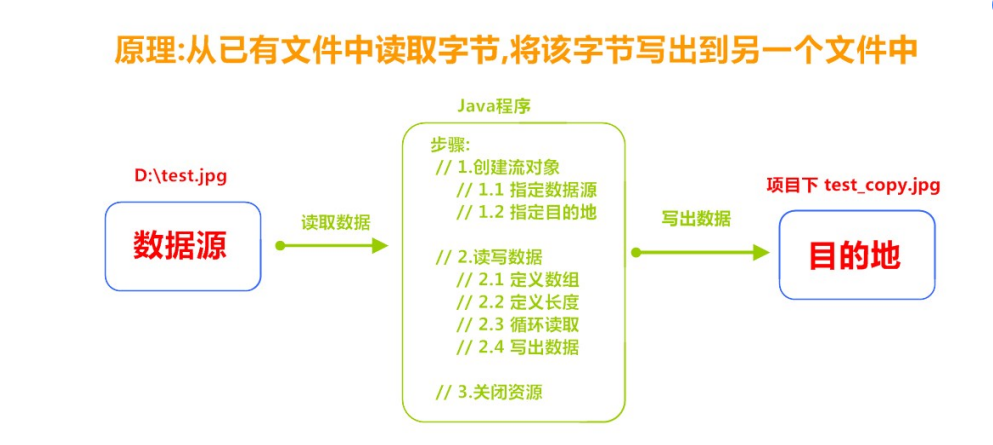 原理:从已有文件中读取字节,将该字节写出到另一个文件中
Java程序
D:\test.jpg
数据源
读取数据
步骤:
// 1.创建流对象
// 1.1 指定数据源
// 1.2 指定目的地
// 2.读写数据
// 2.1 定义数组
// 2.2 定义长度
// 2.3 循环读取
// 2.4 写出数据
// 3.关闭资源
写出数据
项目下 test_copy.jpg
目的地